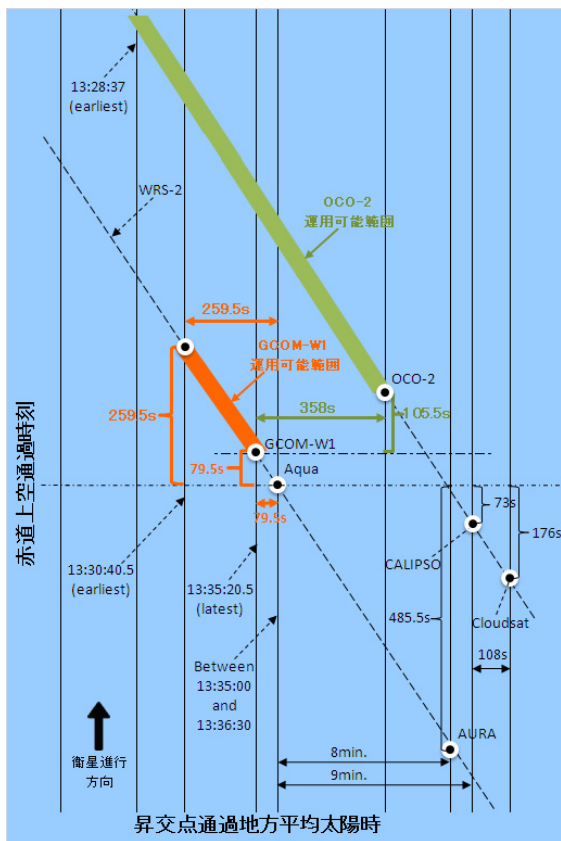 13:28:37
(earliest)
WRS-2
OCO-2
運用可能範囲
259.5s
GCOM-W1
運用可能範囲
OCO-2
358s
105.5s
259.5s
GCOM-W1
79.5s
Aqua
79.5s
73s
赤道上空通過時刻
13:30:40.5
(earliest)
13:35:20.5
(latest)
CALIPSO
176s
485.5s
Cloudsat
108s
Between
13:35:00
and
13:36:30
AURA
8min.
9min.
衛星進行
方向
昇交点通過地方平均太陽時